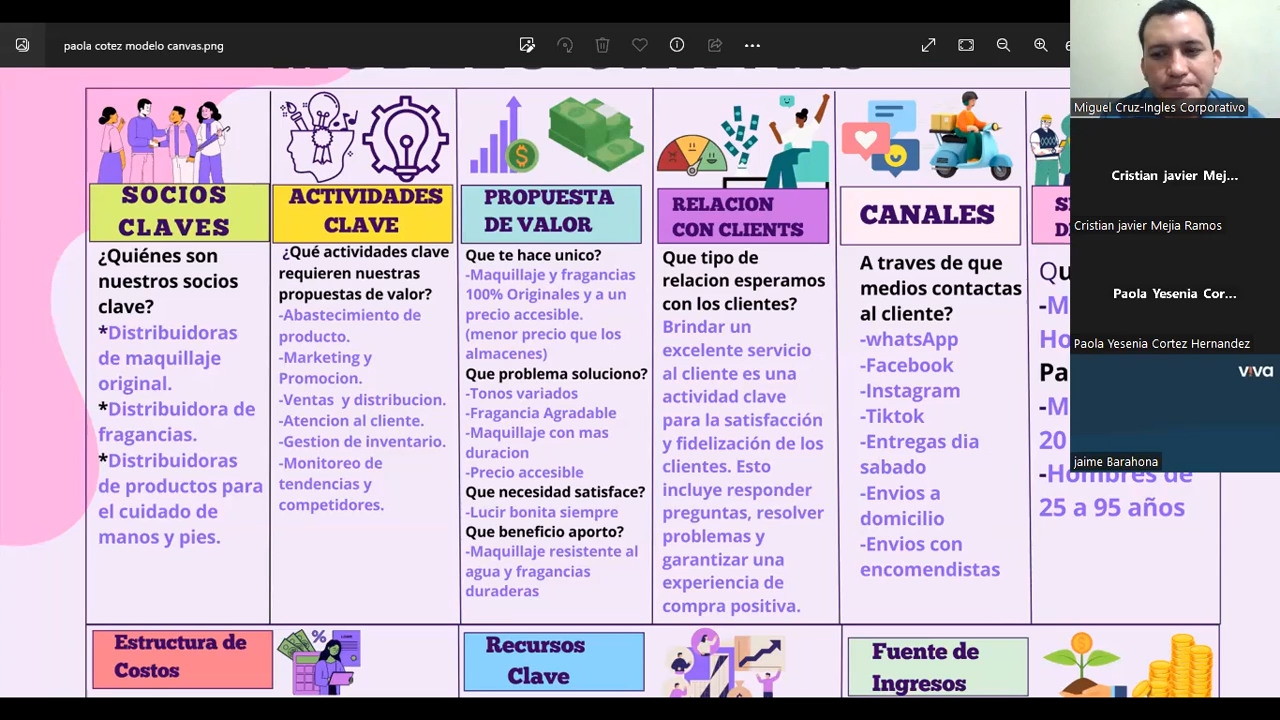 paola cotez modelo canvas.png
SOCIOS
CLAVES
¿Quiénes son
nuestros socios
clave?
*Distribuidoras
de maquillaje
original.
*Distribuidora de
fragancias.
*Distribuidoras
de productos para
el cuidado de
manos y pies.
ACTIVIDADES
CLAVE
¿Qué actividades clave
requieren nuestras
propuestas de valor?
-Abastecimiento de
producto.
-Marketing y
Promocion.
-Ventas y distribucion.
-Atencion al cliente.
-Gestion de inventario.
-Monitoreo de
tendencias y
competidores.
PROPUESTA
DE VALOR
Que te hace unico?
-Maquillaje y fragancias
100% Originales y a un
precio accesible.
(menor precio que los
almacenes)
Que problema soluciono?
-Tonos variados
-Fragancia Agradable
-Maquillaje con mas
duracion
-Precio accesible
Que necesidad satisface?
-Lucir bonita siempre
Que beneficio aporto?
-Maquillaje resistente al
agua y fragancias
duraderas
RELACION
CON CLIENTS
Que tipo de
relacion esperamos
con los clientes?
Brindar un
excelente servicio
al cliente es una
actividad clave
para la satisfacción
y fidelización de los
clientes. Esto
incluye responder
preguntas, resolver
problemas y
garantizar una
experiencia de
compra positiva.
CANALES
A traves de que
medios contactas
al cliente?
-whatsApp
-Facebook
-Instagram
-Tiktok
-Entregas dia
sabado
-Envios a
domicilio
-Envios con
encomendistas
20
-Hombres de
25 a 95 años
Estructura de
Costos
Recursos
Clave
Fuente de
Ingresos
Miguel Cruz-Ingles Corporativo
Cristian javier Mej...
Cristian javier Mejia Ramos
Paola Yesenia Cor...
Paola Yesenia Cortez Hernandez
viva
jaime Barahona